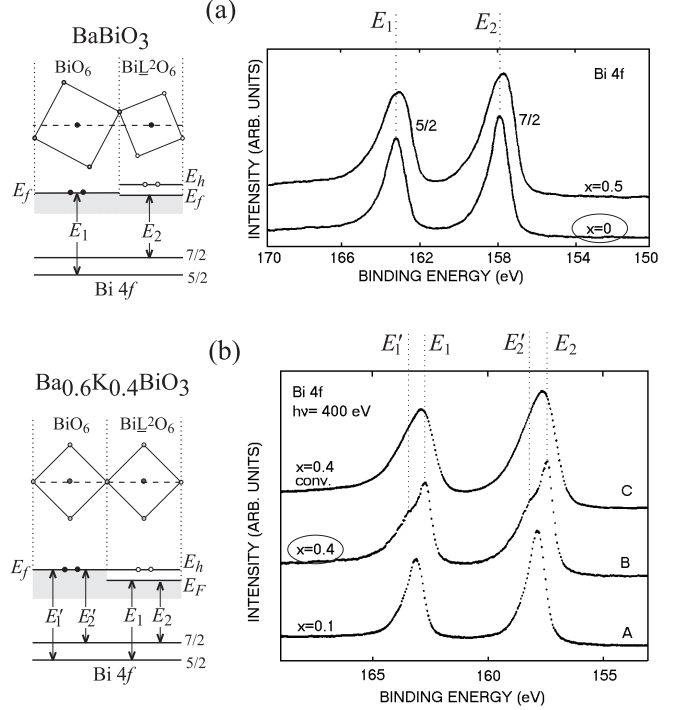 (a)
BaBiO3
BiO6 BiL²O6
Ef Eh
Ef
E1 E2
7/2
5/2
Bi 4f
E1 E2
Bi 4f
5/2 7/2
x=0.5
x=0
INTENSITY (ARB. UNITS)
170 166 162 158 154 150
BINDING ENERGY (eV)
(b)
Ba0.6K0.4BiO3
BiO6 BiL²O6
Ef Eh
EF
E1′ E2′ E1 E2
7/2
5/2
Bi 4f
E1′ E1 E2′ E2
Bi 4f
hν= 400 eV
x=0.4
conv.
C
x=0.4
B
x=0.1
A
INTENSITY (ARB. UNITS)
165 160 155
BINDING ENERGY (eV)